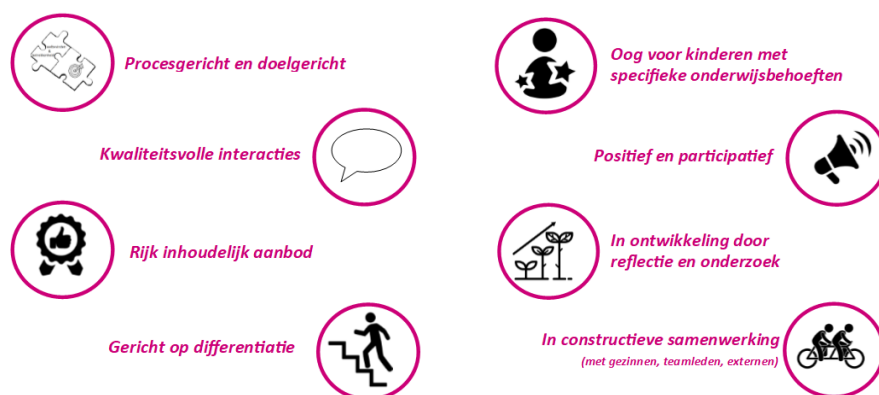 Procesgericht en doelgericht
Kwaliteitsvolle interacties
Rijk inhoudelijk aanbod
Gericht op differentiatie
Oog voor kinderen met
specifieke onderwijsbehoeften
Positief en participatief
In ontwikkeling door
reflectie en onderzoek
In constructieve samenwerking
(met gezinnen, teamleden, externen)